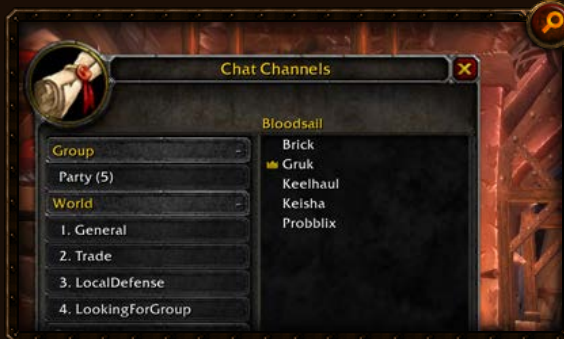 Chat Channels
Bloodsail
Group
Party (5)
World
1. General
2. Trade
3. LocalDefense
4. LookingForGroup
Brick
Gruk
Keelhaul
Keisha
Probblix